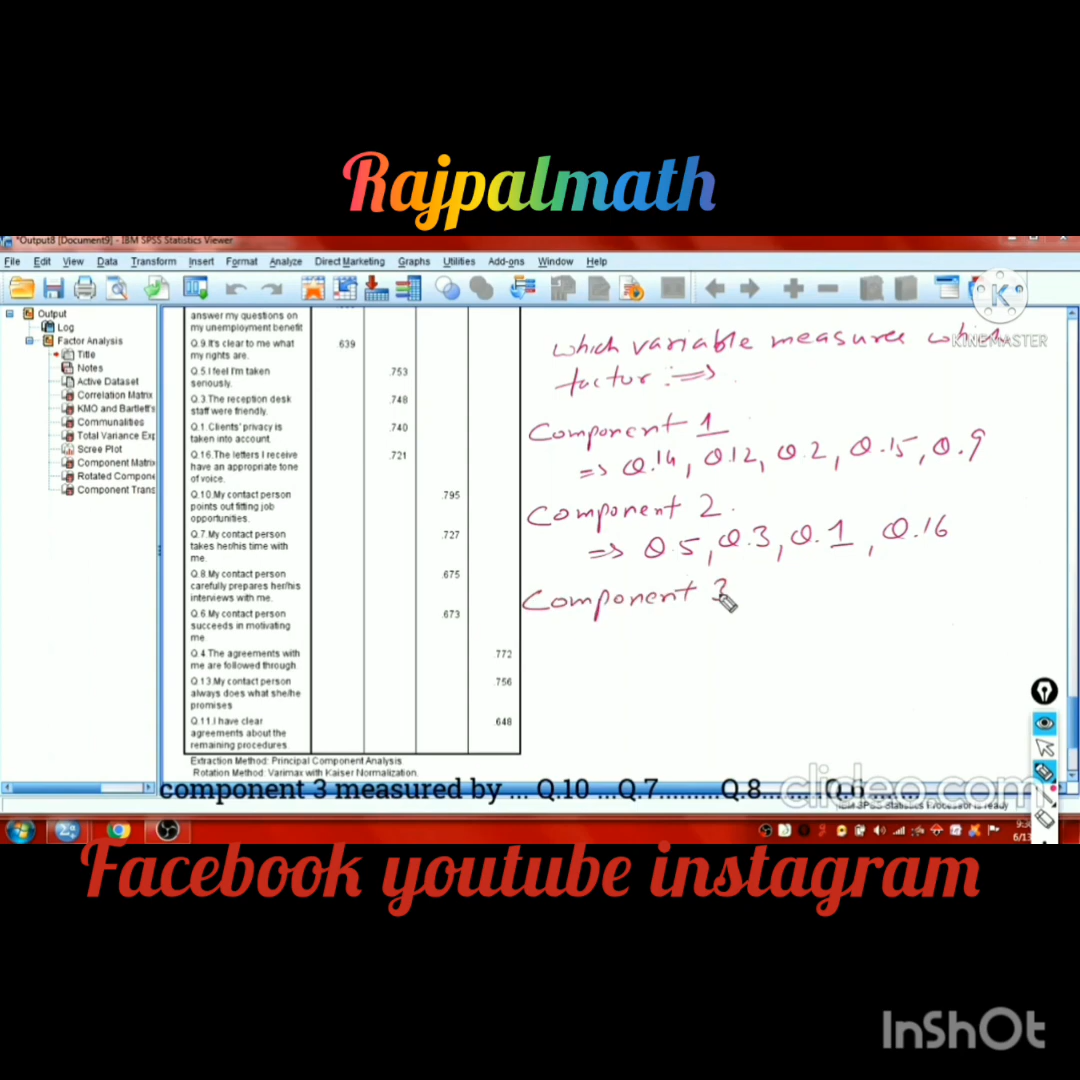 Rajpalmath
*Output8 [Document9] - IBM SPSS Statistics Viewer
File Edit View Data Transform Insert Format Analyze Direct Marketing Graphs Utilities Add-ons Window Help
K
KINEMASTER
Output
Log
Factor Analysis
Title
Notes
Active Dataset
Correlation Matrix
KMO and Bartlett's
Communalities
Total Variance Exp
Scree Plot
Component Matrix
Rotated Compone
Component Trans
answer my questions on
my unemployment benefit
Q.9.It's clear to me what .639
my rights are.
Q.5.I feel I'm taken .753
seriously.
Q.3.The reception desk .748
staff were friendly.
Q.1.Clients' privacy is .740
taken into account.
Q.16.The letters I receive .721
have an appropriate tone
of voice.
Q.10.My contact person .795
points out fitting job
opportunities.
Q.7.My contact person .727
takes her/his time with
me.
Q.8.My contact person .675
carefully prepares her/his
interviews with me.
Q.6.My contact person .673
succeeds in motivating
me
Q.4.The agreements with .772
me are followed through
Q.13.My contact person .756
always does what she/he
promises
Q.11.I have clear .648
agreements about the
remaining procedures.
Extraction Method: Principal Component Analysis
Rotation Method: Varimax with Kaiser Normalization.
which variable measures which
factor :=>
Component 1
=> Q.14, Q.12, Q.2, Q.15, Q.9
Component 2.
=> Q.5, Q.3, Q.1, Q.16
Component 3
component 3 measured by ... Q.10 ...Q.7......... Q.8... ... Q.6
clideo.com
IBM SPSS Statistics Processor is ready
6/13
Facebook youtube instagram
InShOt